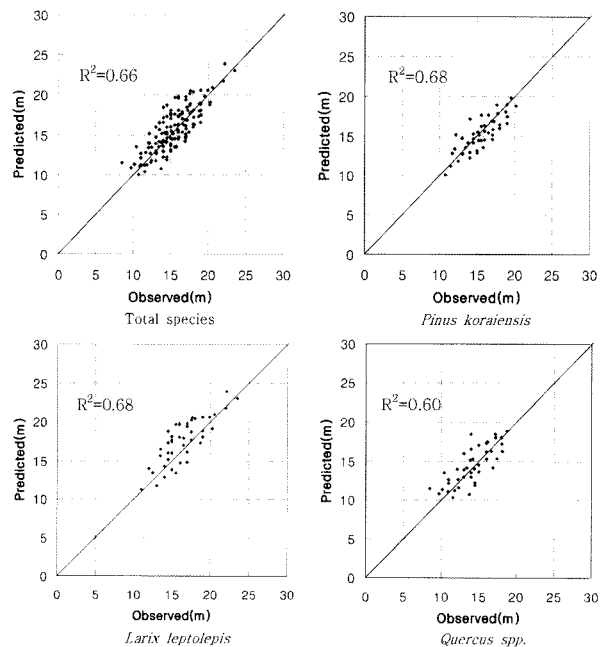 30
25
20
15
10
5
0
Predicted(m)
R²=0.66
0 5 10 15 20 25 30
Observed(m)
Total species
30
25
20
15
10
5
0
Predicted(m)
R²=0.68
0 5 10 15 20 25 30
Observed(m)
Pinus koraiensis
30
25
20
15
10
5
0
Predicted(m)
R²=0.68
0 5 10 15 20 25 30
Observed(m)
Larix leptolepis
30
25
20
15
10
5
0
Predicted(m)
R²=0.60
0 5 10 15 20 25 30
Observed(m)
Quercus spp.